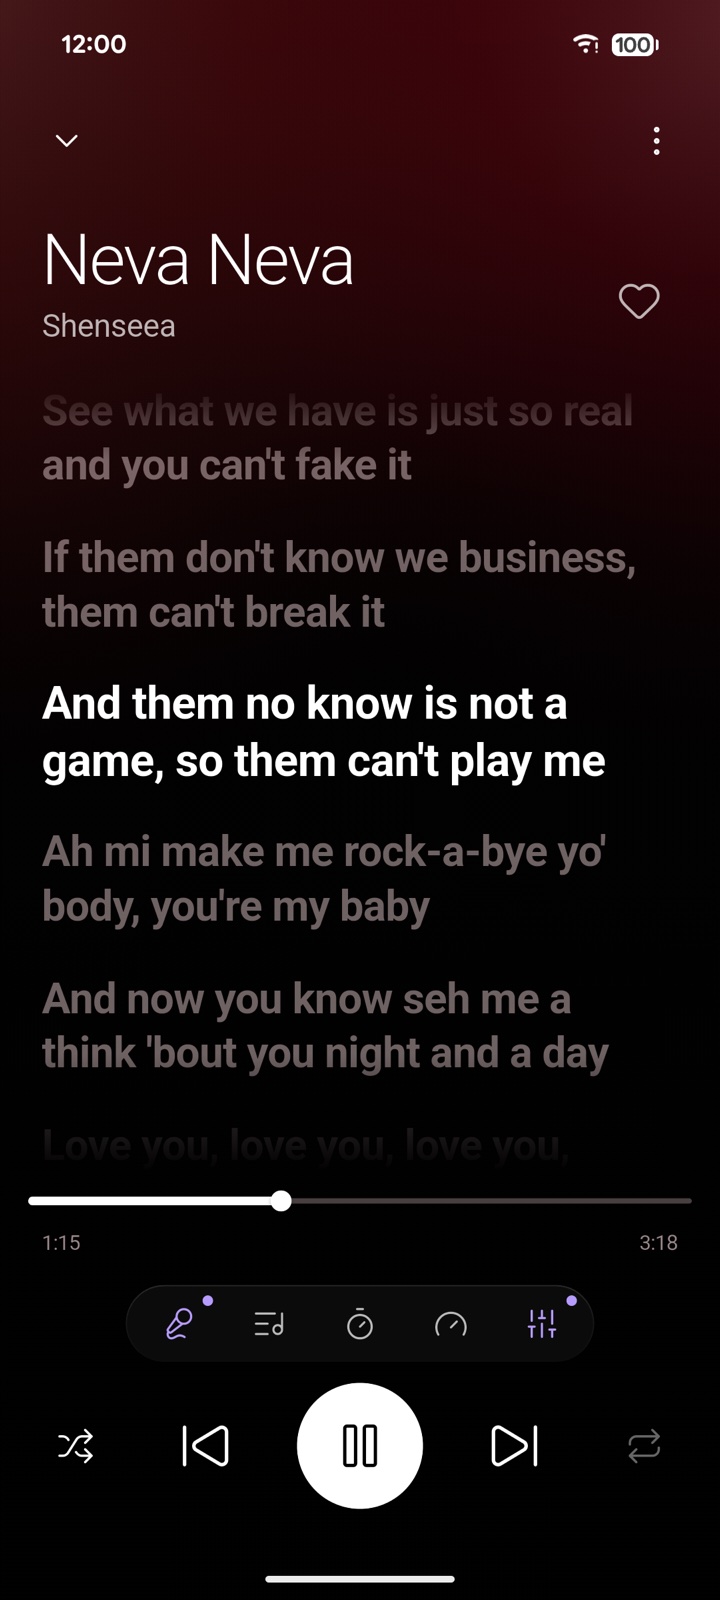 12:00
100
Neva Neva
Shenseea
See what we have is just so real
and you can't fake it
If them don't know we business,
them can't break it
And them no know is not a
game, so them can't play me
Ah mi make me rock-a-bye yo'
body, you're my baby
And now you know seh me a
think 'bout you night and a day
Love you, love you, love you,
1:15
3:18